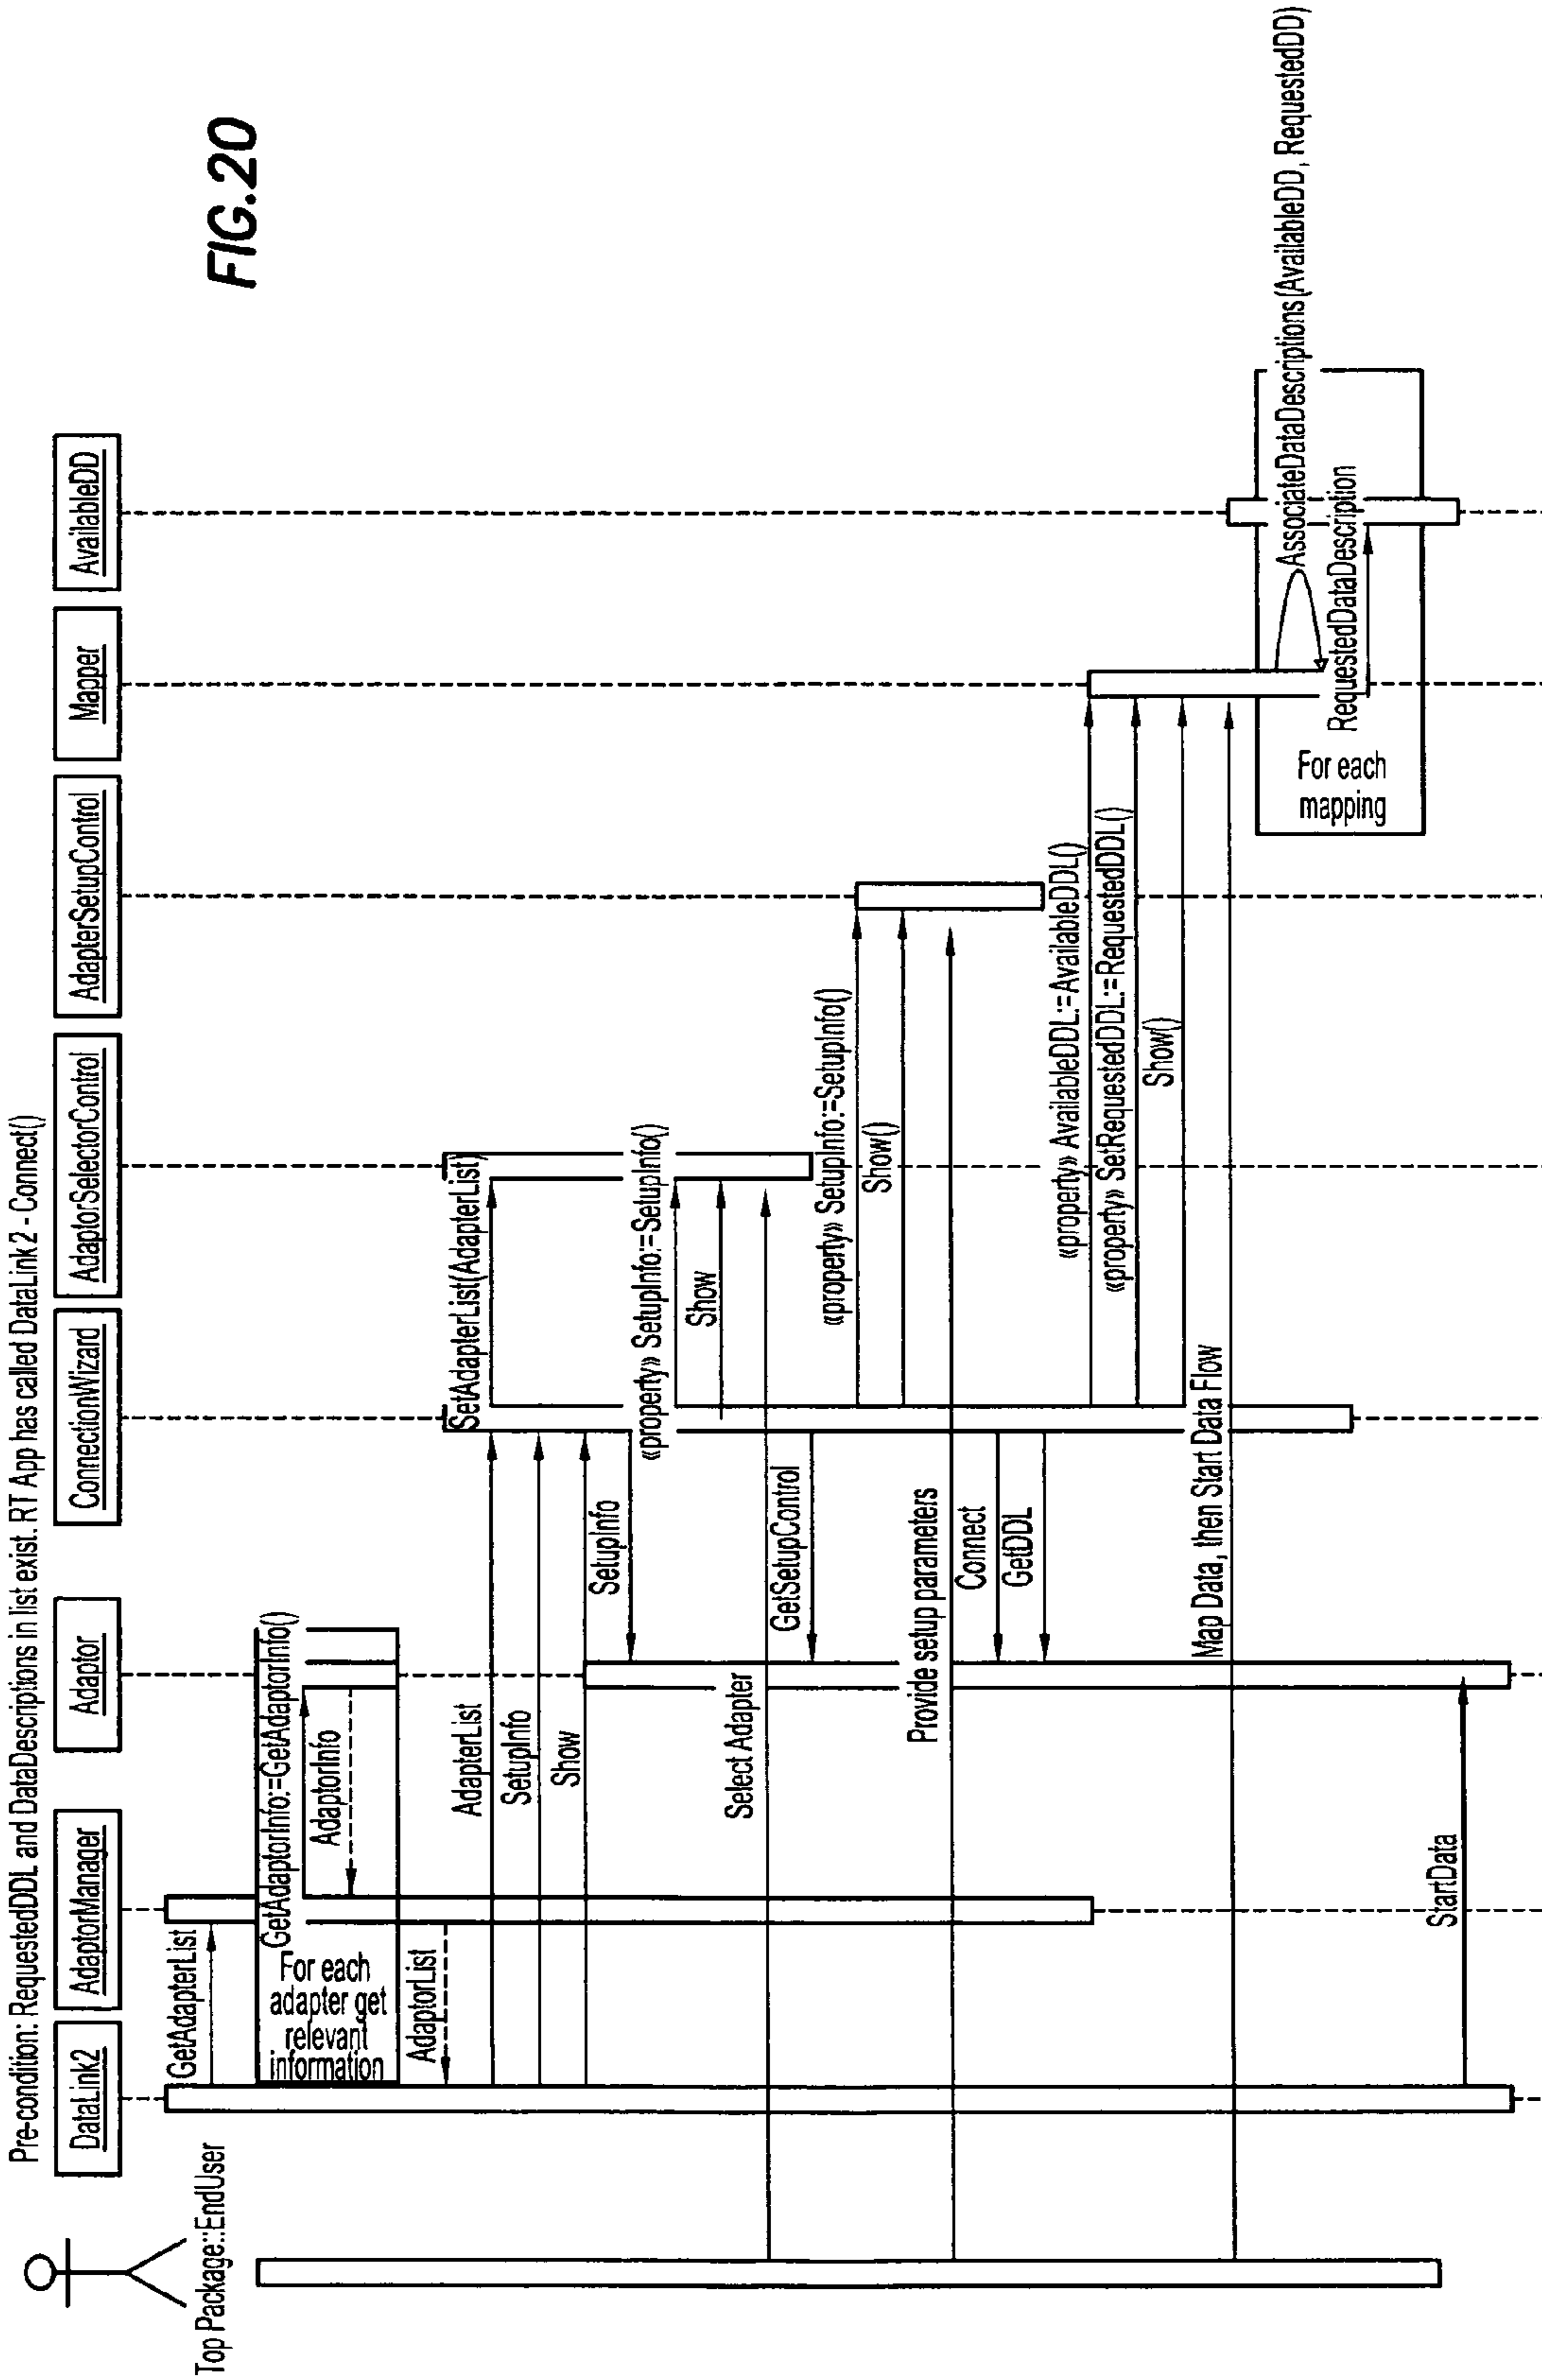 Pre-condition: RequestedDDL and DataDescriptions in list exist. RT App has called DataLink2 - Connect()
FIG.20
Top Package::EndUser
DataLink2
AdaptorManager
Adaptor
ConnectionWizard
AdaptorSelectorControl
AdapterSetupControl
Mapper
AvailableDD
GetAdapterList
GetAdaptorInfo:=GetAdaptorInfo()
For each
adapter get
relevant
information
AdaptorInfo
AdaptorList
AdapterList
SetAdapterList(AdapterList)
SetupInfo
Show
SetupInfo
«property» SetupInfo:=SetupInfo()
Show
Select Adapter
GetSetupControl
«property» SetupInfo:=SetupInfo()
Show()
Provide setup parameters
Connect
GetDDL
«property» AvailableDDL:=AvailableDDL()
«property» SetRequestedDDL:=RequestedDDL()
Show()
Map Data, then Start Data Flow
For each
mapping
AssociateDataDescriptions(AvailableDD, RequestedDD)
RequestedDataDescription
StartData